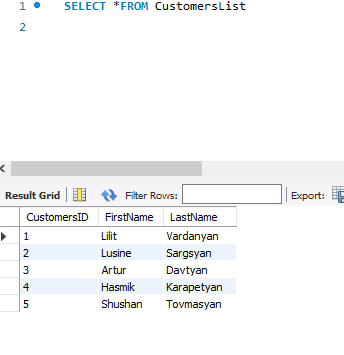 1 SELECT *FROM CustomersList
2
Result Grid Filter Rows: Export:
CustomersID FirstName LastName
1 Lilit Vardanyan
2 Lusine Sargsyan
3 Artur Davtyan
4 Hasmik Karapetyan
5 Shushan Tovmasyan